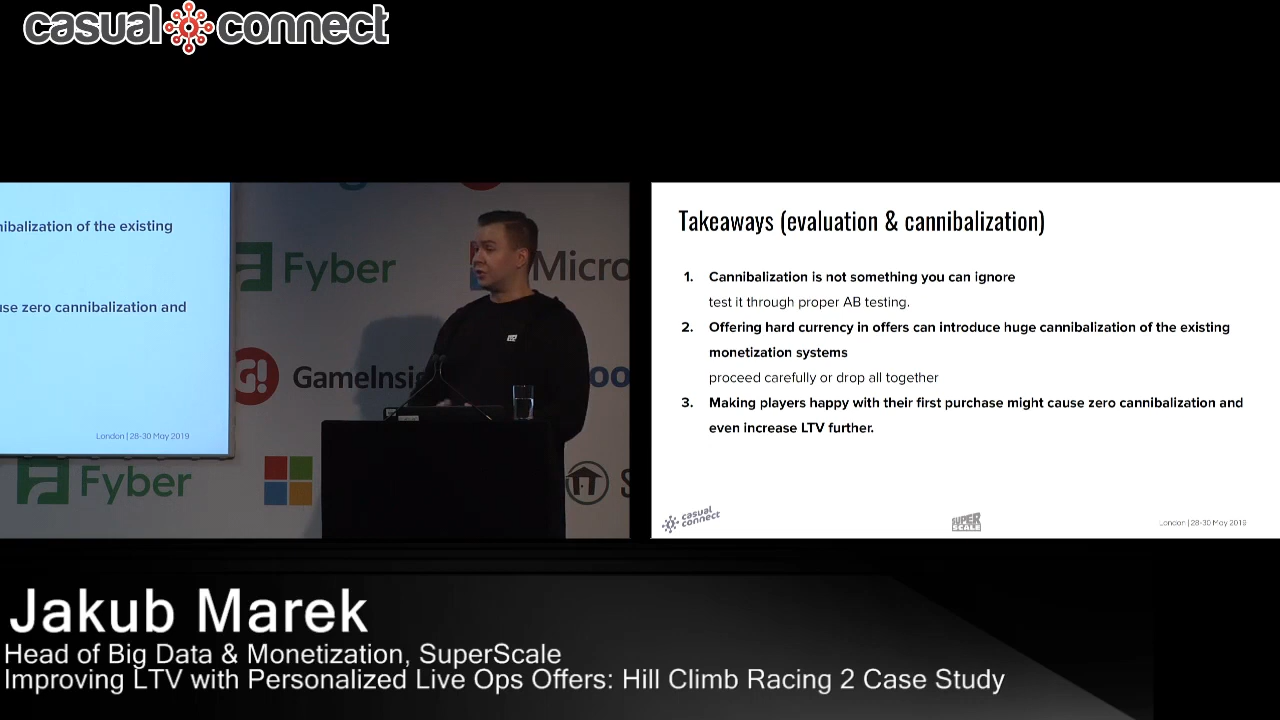 casual connect
nibalization of the existing
use zero cannibalization and
London | 28-30 May 2019
Fyber
Micro
GameInsig
oo
Fyber
S
Takeaways (evaluation & cannibalization)
1. Cannibalization is not something you can ignore
test it through proper AB testing.
2. Offering hard currency in offers can introduce huge cannibalization of the existing
monetization systems
proceed carefully or drop all together
3. Making players happy with their first purchase might cause zero cannibalization and
even increase LTV further.
casual connect
SUPER SCALE
London | 28-30 May 2019
Jakub Marek
Head of Big Data & Monetization, SuperScale
Improving LTV with Personalized Live Ops Offers: Hill Climb Racing 2 Case Study